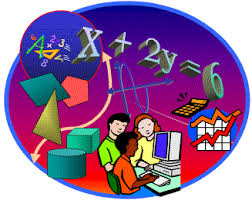 X + 2y = 6